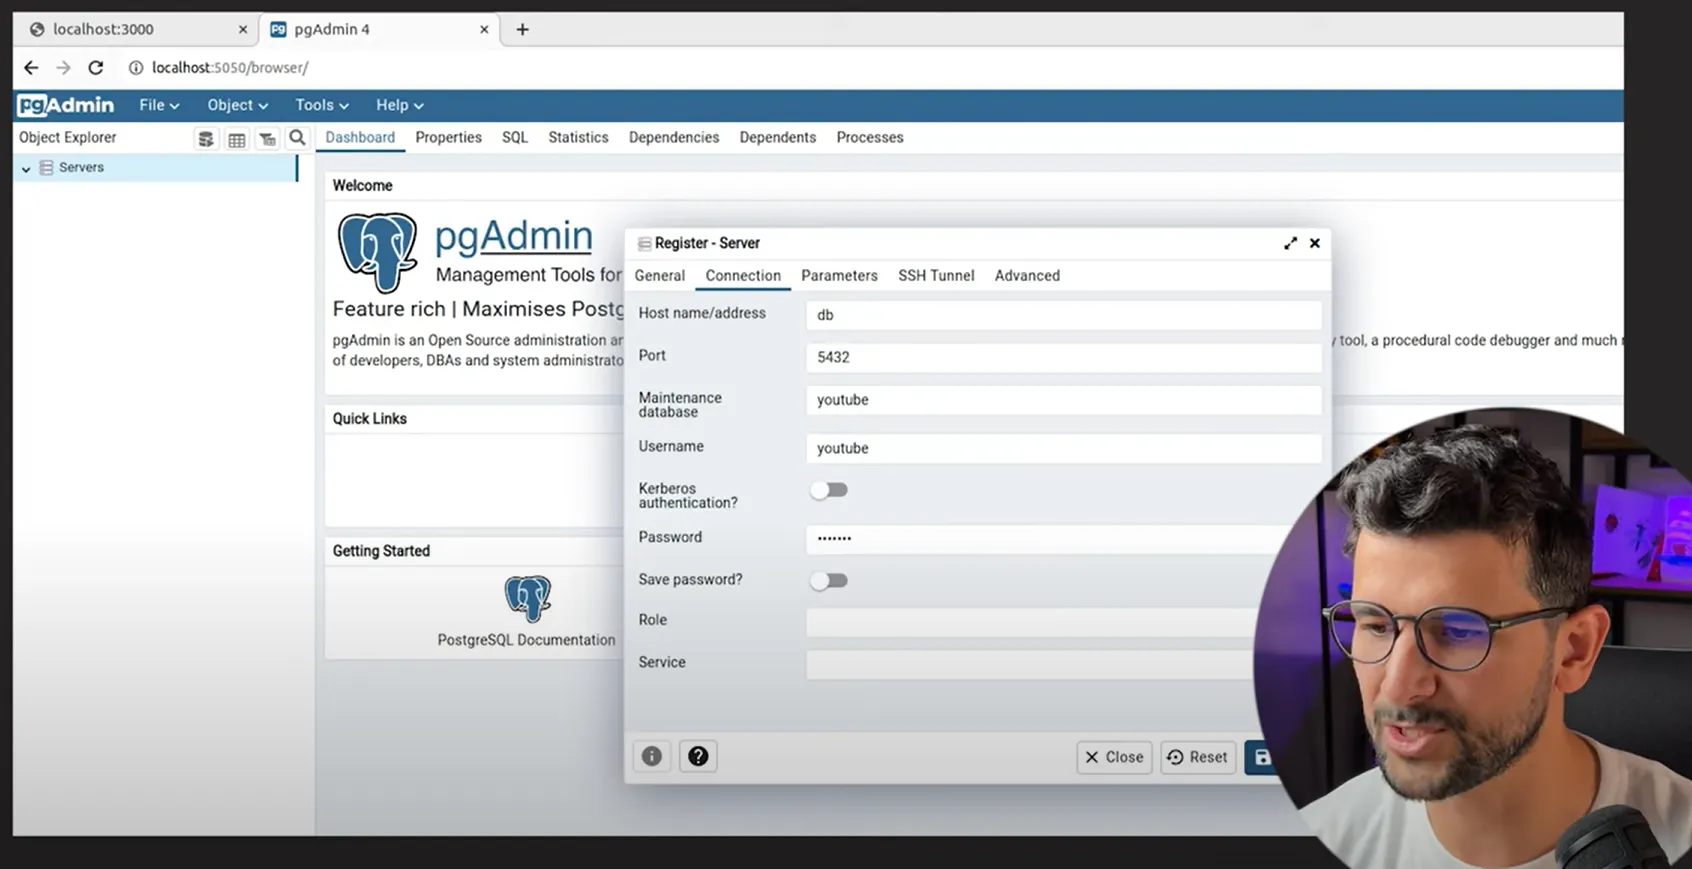 localhost:3000
pgAdmin 4
localhost:5050/browser/
pgAdmin File Object Tools Help
Object Explorer
Dashboard Properties SQL Statistics Dependencies Dependents Processes
Servers
Welcome
pgAdmin
Management Tools for
Feature rich | Maximises Postg
pgAdmin is an Open Source administration an
y tool, a procedural code debugger and much
of developers, DBAs and system administrato
Quick Links
Getting Started
PostgreSQL Documentation
Register - Server
General Connection Parameters SSH Tunnel Advanced
Host name/address db
Port 5432
Maintenance
database
youtube
Username youtube
Kerberos
authentication?
Password •••••••
Save password?
Role
Service
Close Reset